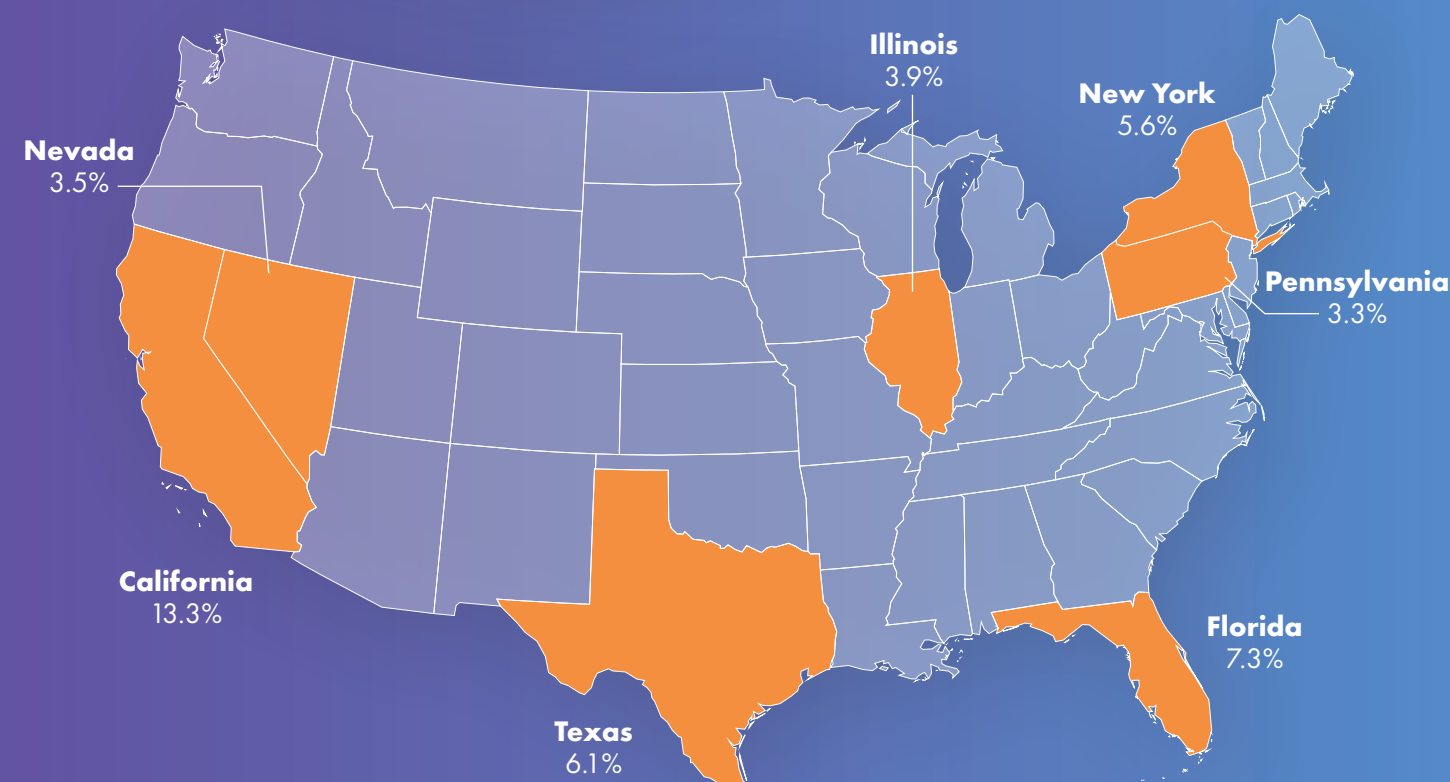 Illinois
3.9%
New York
5.6%
Nevada
3.5%
Pennsylvania
3.3%
California
13.3%
Florida
7.3%
Texas
6.1%